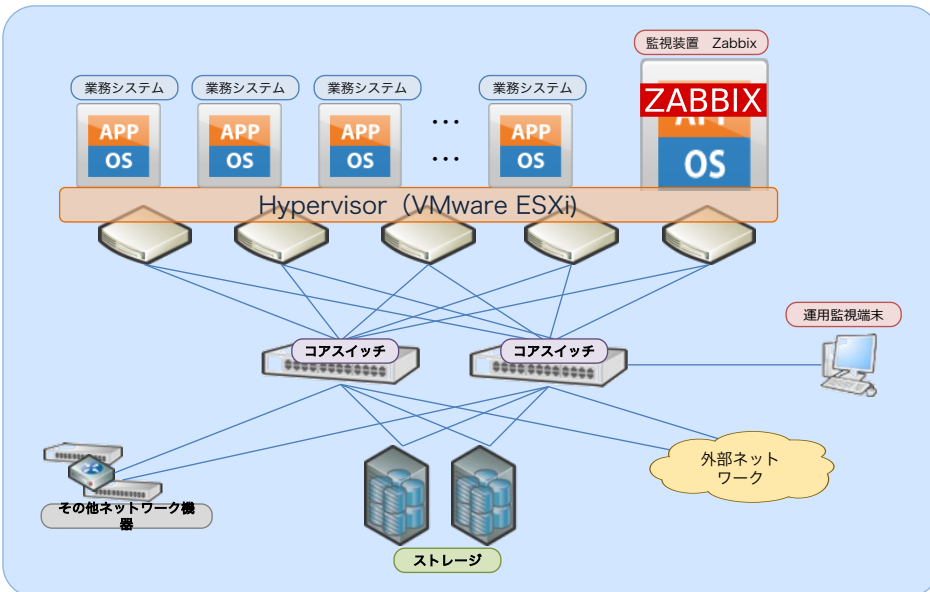 監視装置　Zabbix
業務システム
業務システム
業務システム
業務システム
ZABBIX
APP
OS
APP
OS
APP
OS
...
...
APP
OS
APP
OS
Hypervisor（VMware ESXi)
運用監視端末
コアスイッチ
コアスイッチ
外部ネット
ワーク
その他ネットワーク機
器
ストレージ